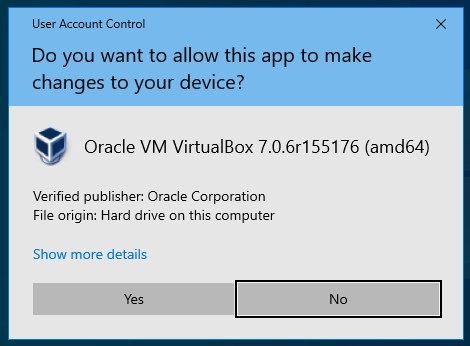 User Account Control
Do you want to allow this app to make
changes to your device?
Oracle VM VirtualBox 7.0.6r155176 (amd64)
Verified publisher: Oracle Corporation
File origin: Hard drive on this computer
Show more details
Yes
No